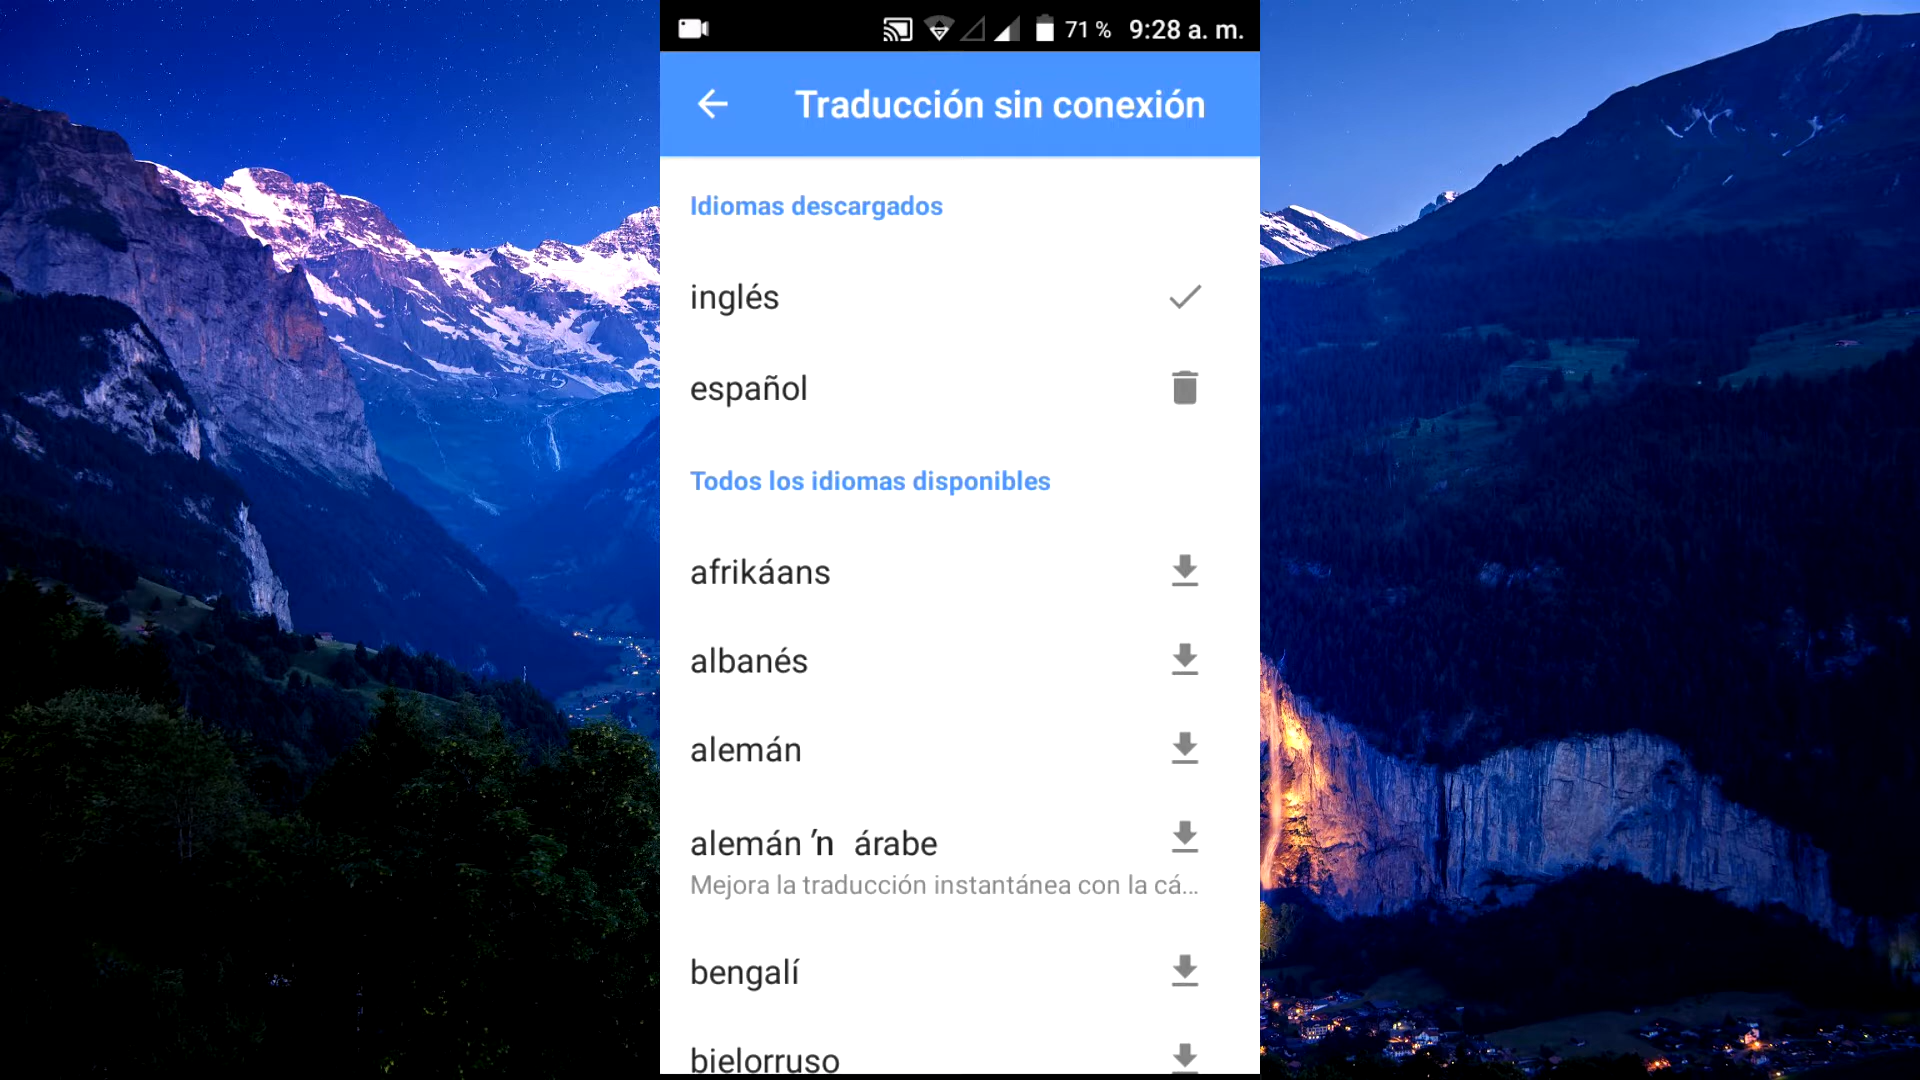 71 % 9:28 a. m.
Traducción sin conexión
Idiomas descargados
inglés
español
Todos los idiomas disponibles
afrikáans
albanés
alemán
alemán ŉ árabe
Mejora la traducción instantánea con la cá...
bengalí
bielorruso